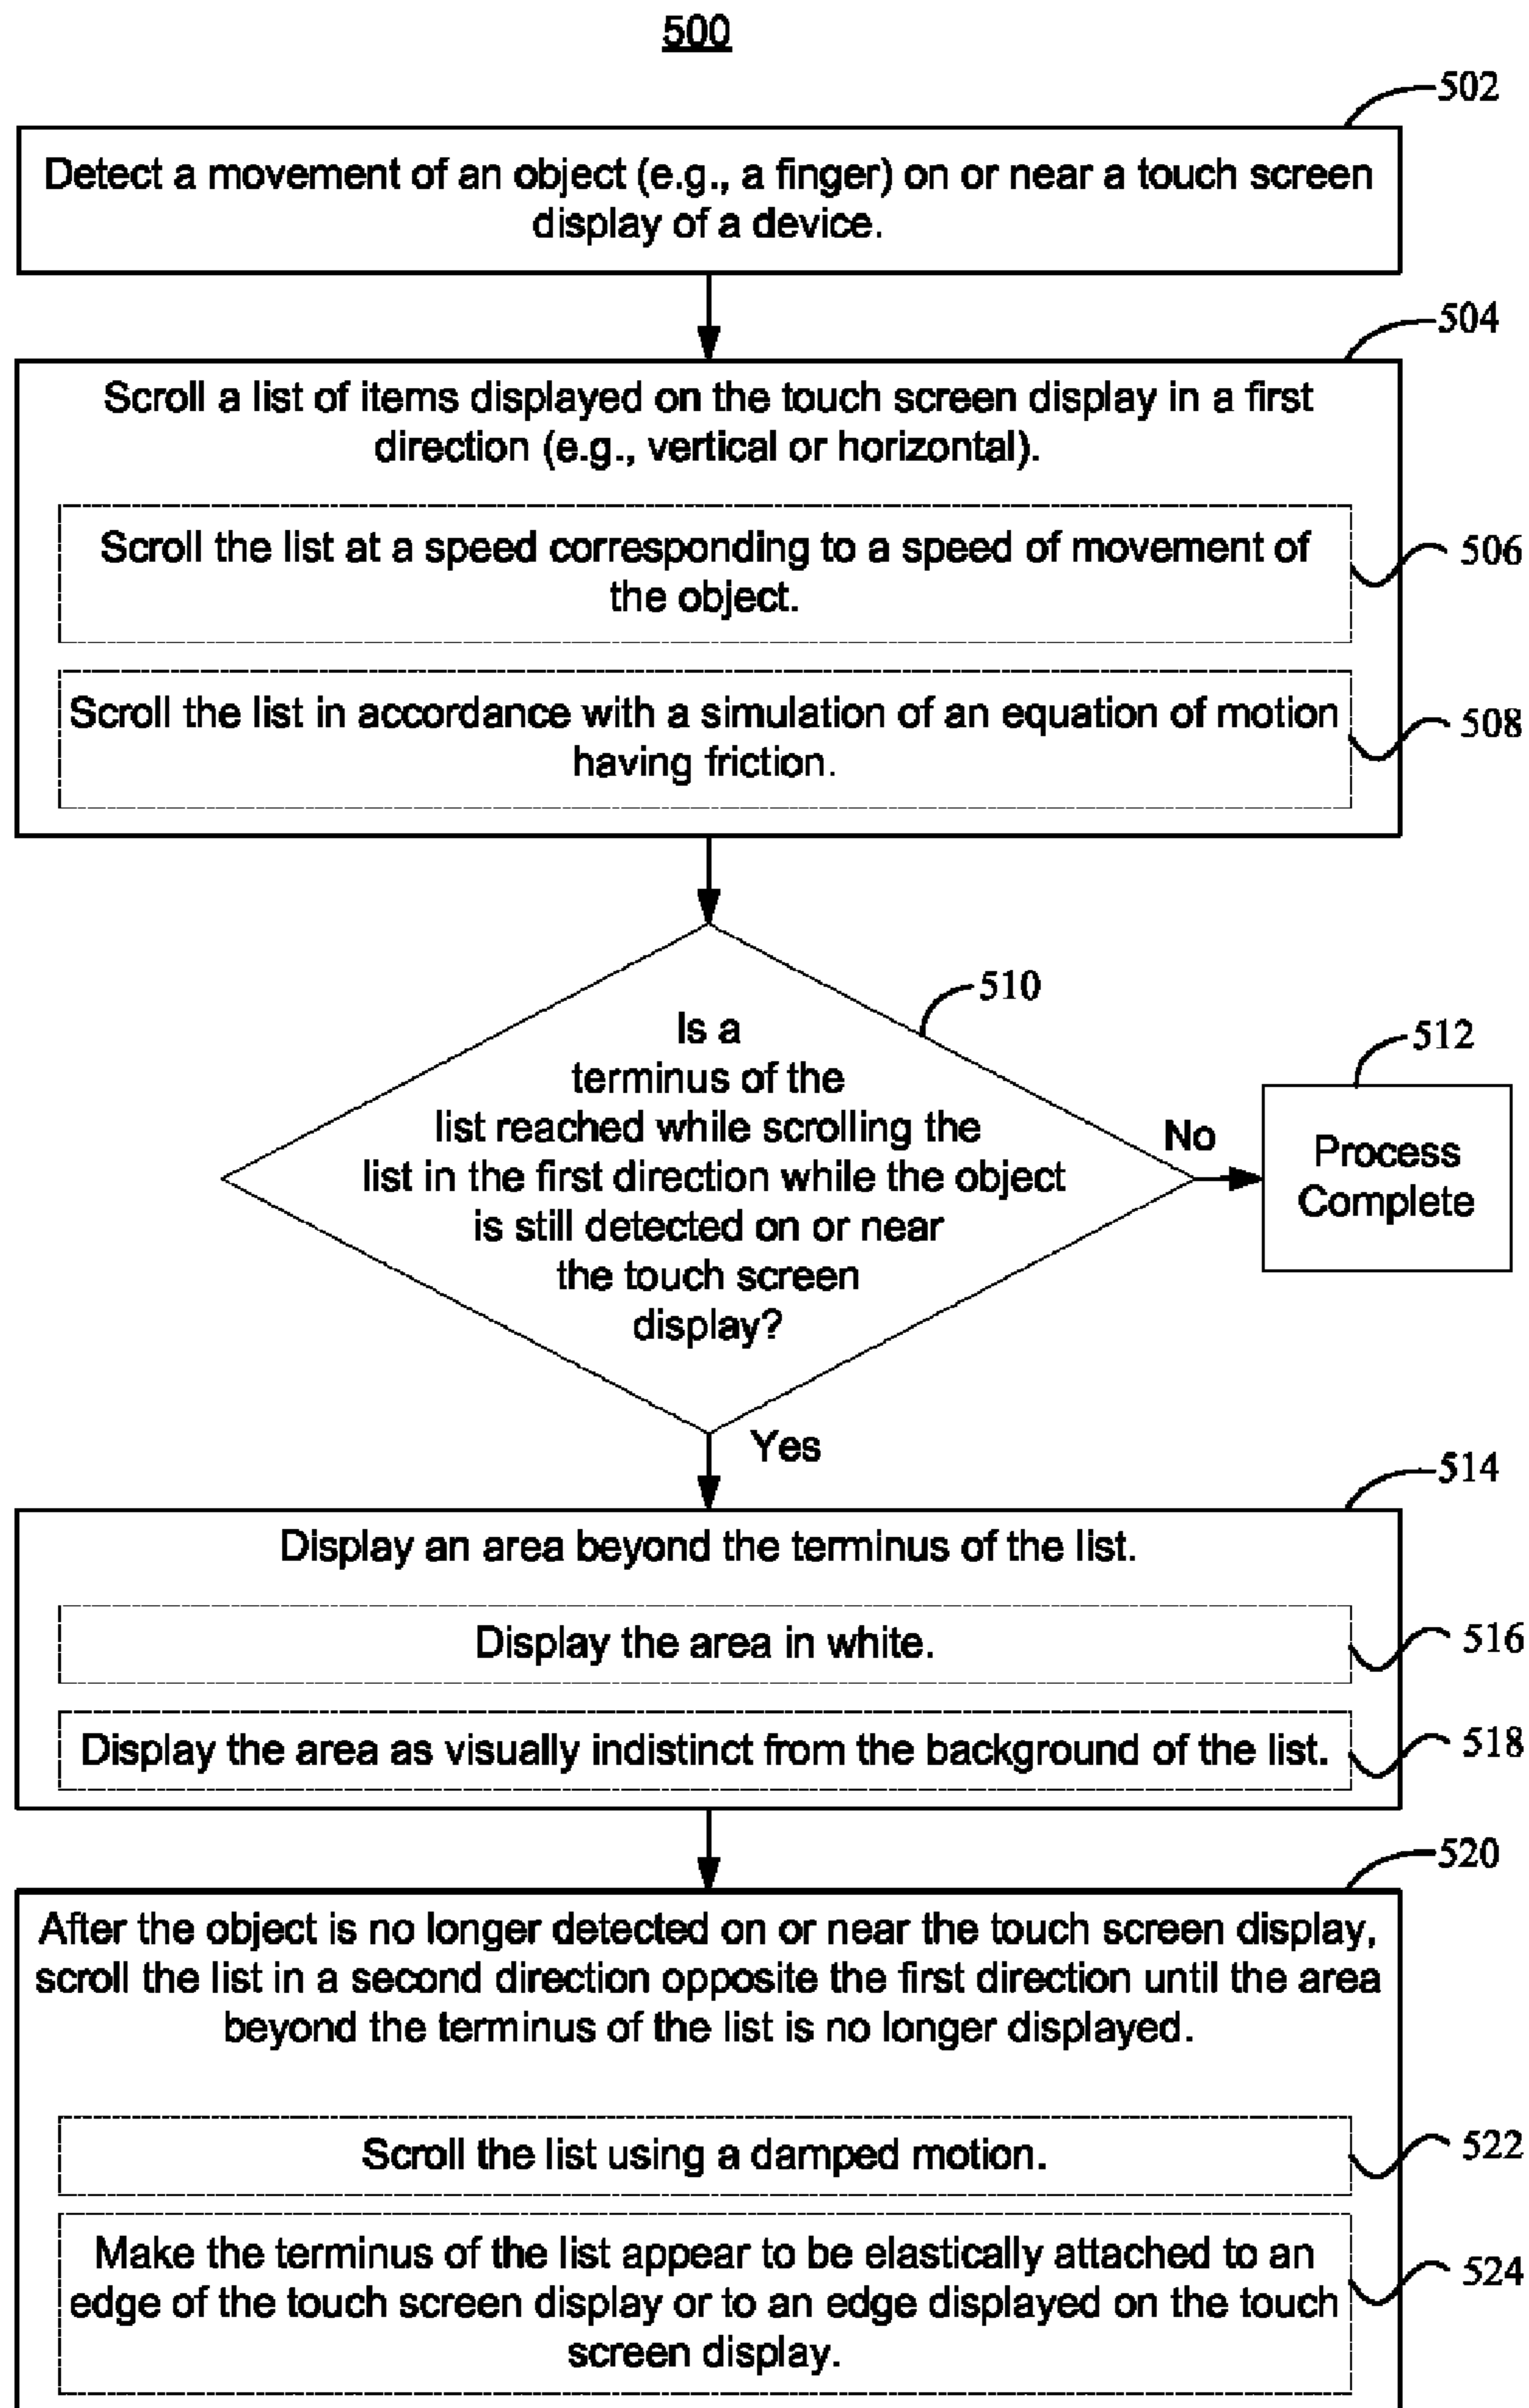 500
502
Detect a movement of an object (e.g., a finger) on or near a touch screen
display of a device.
504
Scroll a list of items displayed on the touch screen display in a first
direction (e.g., vertical or horizontal).
Scroll the list at a speed corresponding to a speed of movement of
the object.
506
Scroll the list in accordance with a simulation of an equation of motion
having friction.
508
510
Is a
terminus of the
list reached while scrolling the
list in the first direction while the object
is still detected on or near
the touch screen
display?
No
512
Process
Complete
Yes
514
Display an area beyond the terminus of the list.
Display the area in white.
516
Display the area as visually indistinct from the background of the list.
518
520
After the object is no longer detected on or near the touch screen display,
scroll the list in a second direction opposite the first direction until the area
beyond the terminus of the list is no longer displayed.
Scroll the list using a damped motion.
522
Make the terminus of the list appear to be elastically attached to an
edge of the touch screen display or to an edge displayed on the touch
screen display.
524